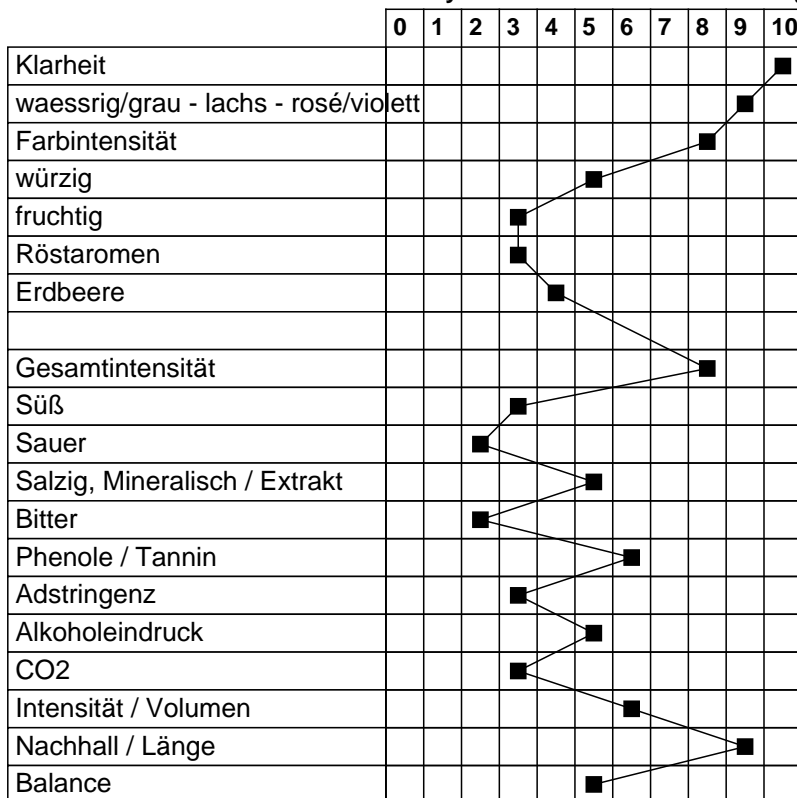 0 1 2 3 4 5 6 7 8 9 10
Klarheit
waessrig/grau - lachs - rosé/violett
Farbintensität
würzig
fruchtig
Röstaromen
Erdbeere
Gesamtintensität
Süß
Sauer
Salzig, Mineralisch / Extrakt
Bitter
Phenole / Tannin
Adstringenz
Alkoholeindruck
CO2
Intensität / Volumen
Nachhall / Länge
Balance